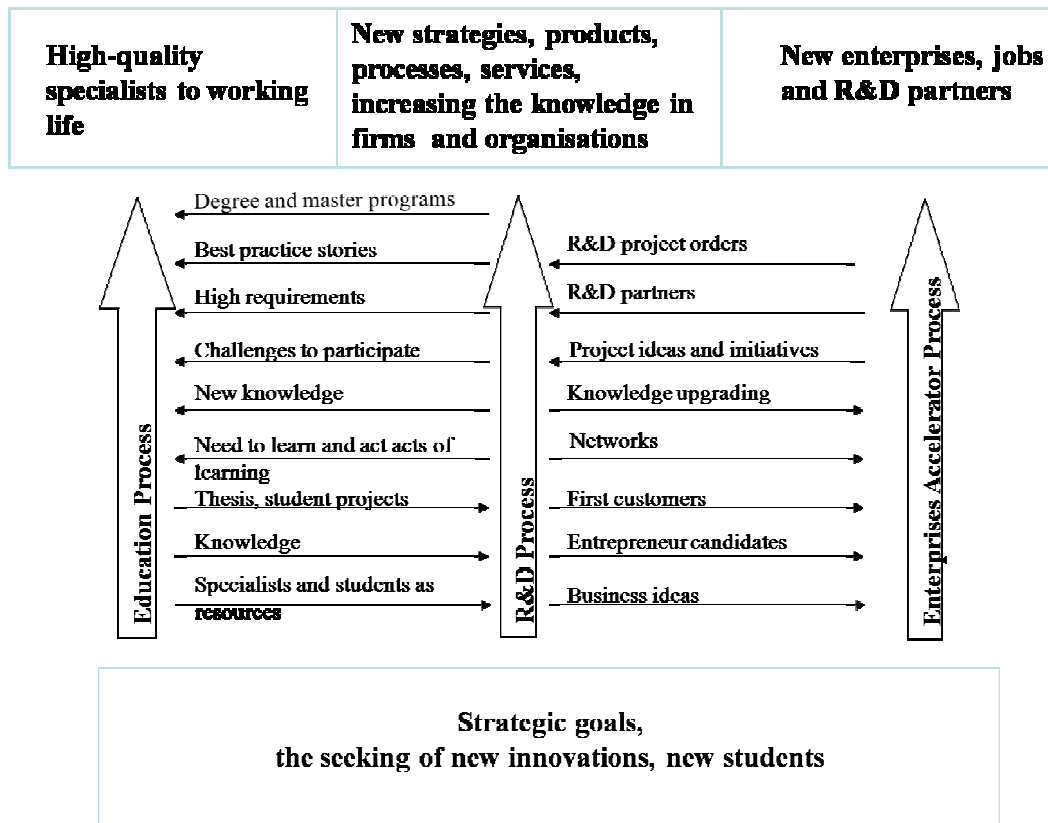 High-quality
specialists to working
life
New strategies, products,
processes, services,
increasing the knowledge in
firms and organisations
New enterprises, jobs
and R&D partners
Degree and master programs
Best practice stories
High requirements
Challenges to participate
New knowledge
Need to learn and act acts of
learning
Thesis, student projects
Knowledge
Specialists and students as
resources
R&D project orders
R&D partners
Project ideas and initiatives
Knowledge upgrading
Networks
First customers
Entrepreneur candidates
Business ideas
Education Process
R&D Process
Enterprises Accelerator Process
Strategic goals,
the seeking of new innovations, new students